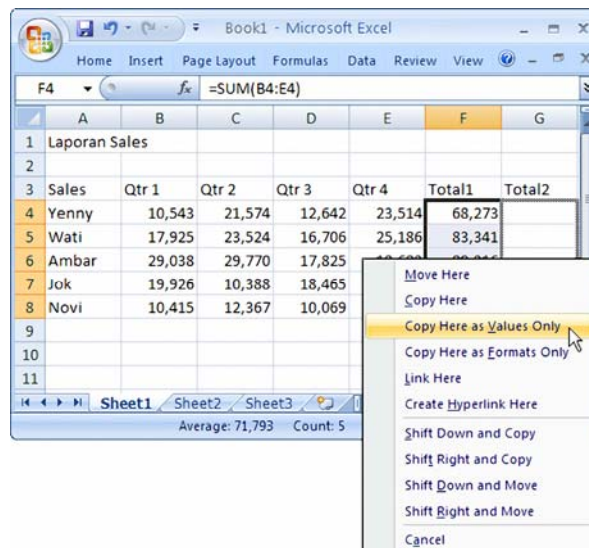 Book1 - Microsoft Excel
Home Insert Page Layout Formulas Data Review View
F4 fx =SUM(B4:E4)
A B C D E F G
1 Laporan Sales
2
3 Sales Qtr 1 Qtr 2 Qtr 3 Qtr 4 Total1 Total2
4 Yenny 10,543 21,574 12,642 23,514 68,273
5 Wati 17,925 23,524 16,706 25,186 83,341
6 Ambar 29,038 29,770 17,825
7 Jok 19,926 10,388 18,465
8 Novi 10,415 12,367 10,069
9
10
11
Sheet1 Sheet2 Sheet3
Average: 71,793 Count: 5
Move Here
Copy Here
Copy Here as Values Only
Copy Here as Formats Only
Link Here
Create Hyperlink Here
Shift Down and Copy
Shift Right and Copy
Shift Down and Move
Shift Right and Move
Cancel